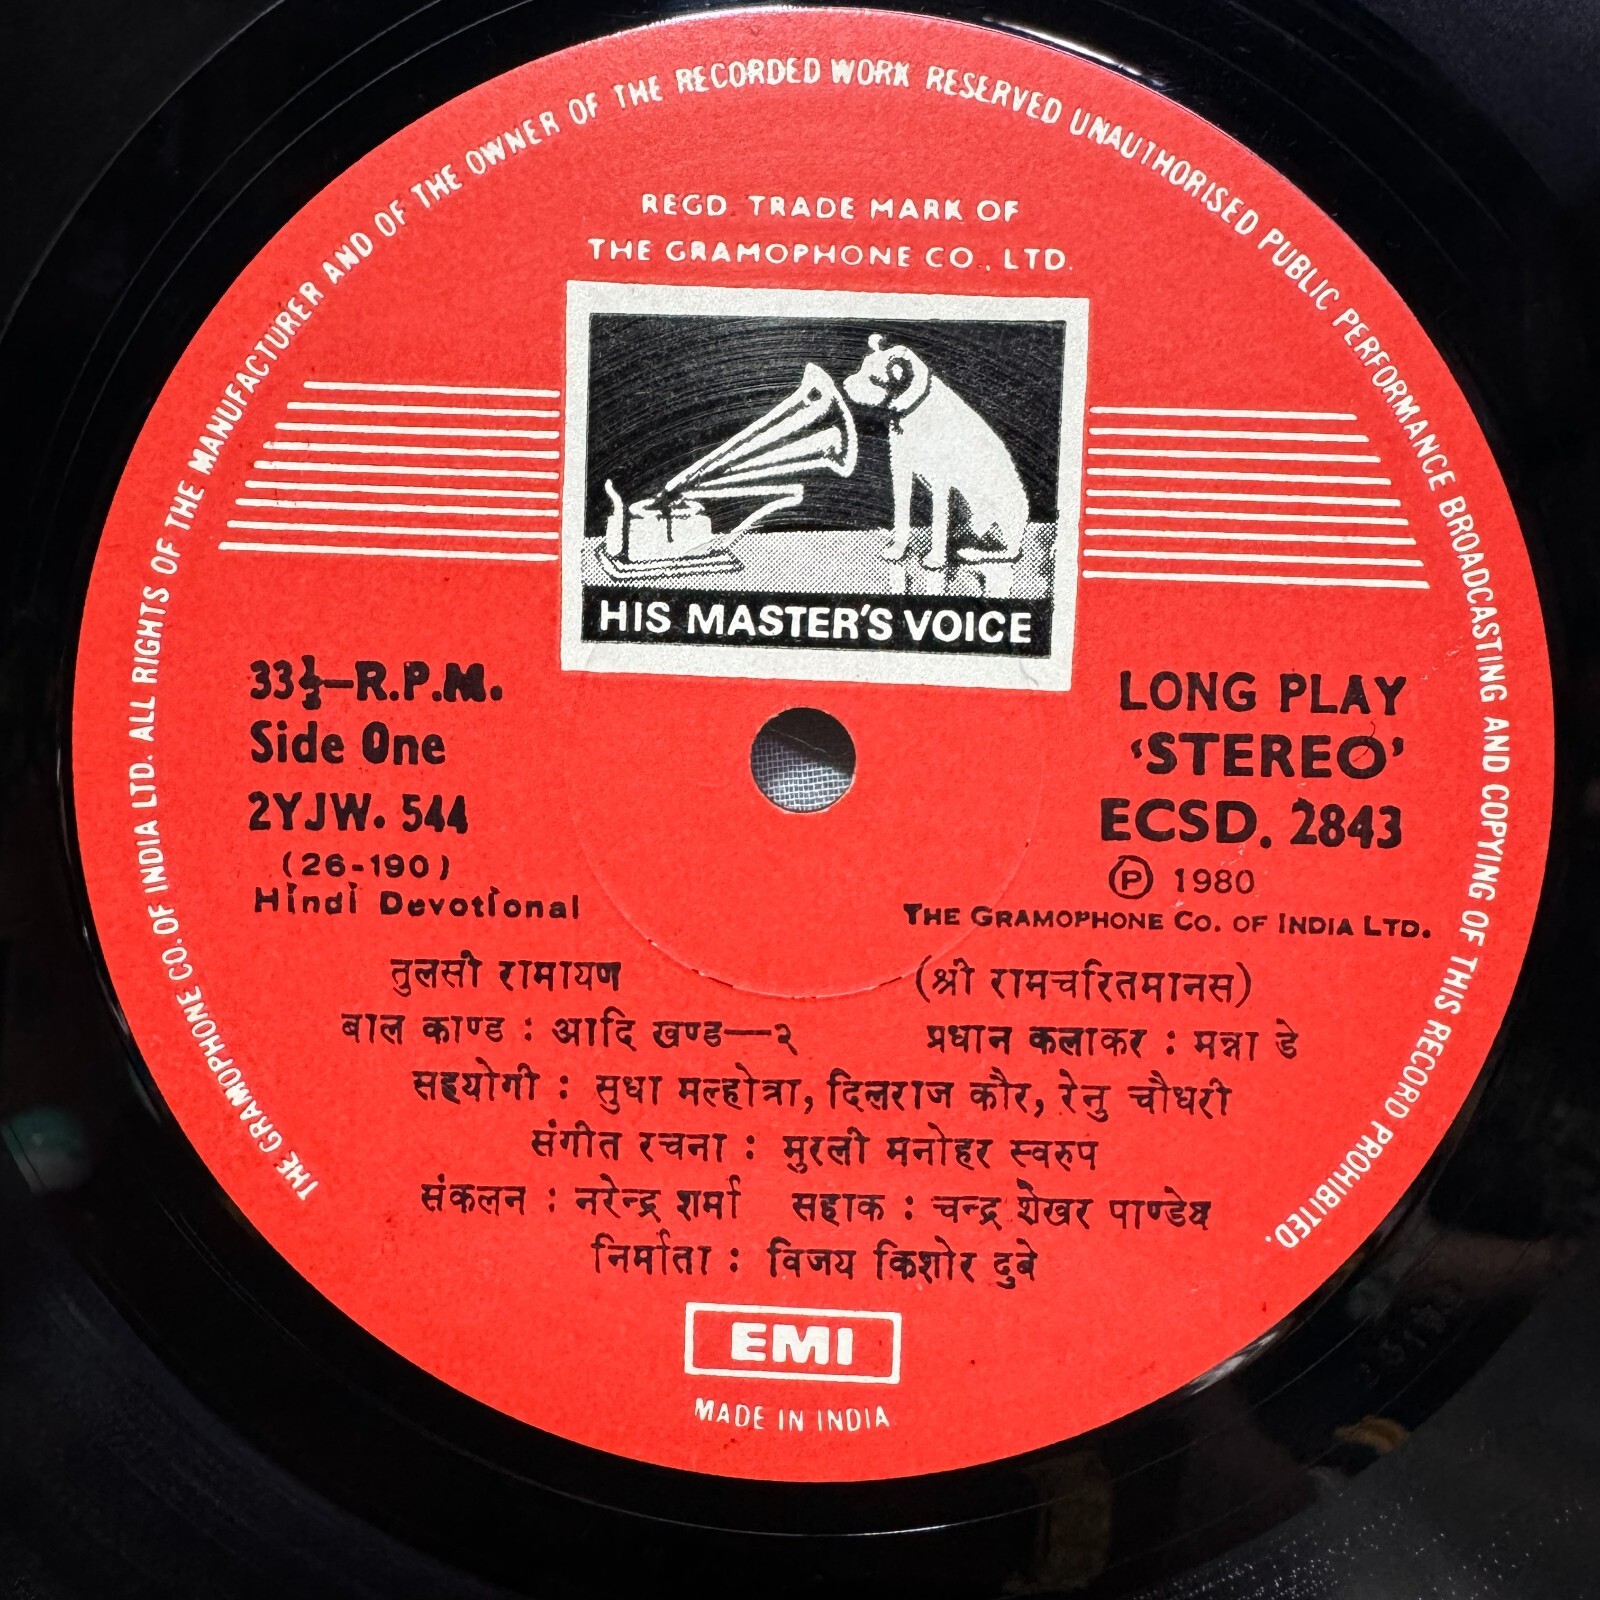 THE GRAMOPHONE CO. OF INDIA LTD. ALL RIGHTS OF THE MANUFACTURER AND OF THE OWNER OF THE RECORDED WORK RESERVED UNAUTHORISED PUBLIC PERFORMANCE BROADCASTING AND COPYING OF THIS RECORD PROHIBITED.
REGD. TRADE MARK OF
THE GRAMOPHONE CO., LTD.
HIS MASTER'S VOICE
33⅓—R.P.M.
Side One
2YJW. 544
(26-190)
Hindi Devotional
LONG PLAY
'STEREO'
ECSD. 2843
Ⓟ 1980
THE GRAMOPHONE CO. OF INDIA LTD.
तुलसी रामायण (श्री रामचरितमानस)
बाल काण्ड : आदि खण्ड—२ प्रधान कलाकर : मन्ना डे
सहयोगी : सुधा मल्होत्रा, दिलराज कौर, रेनु चौधरी
संगीत रचना : मुरली मनोहर स्वरुप
संकलन : नरेन्द्र शर्मा सहाक : चन्द्र शेखर पाण्डेय
निर्माता : विजय किशोर दुबे
EMI
MADE IN INDIA